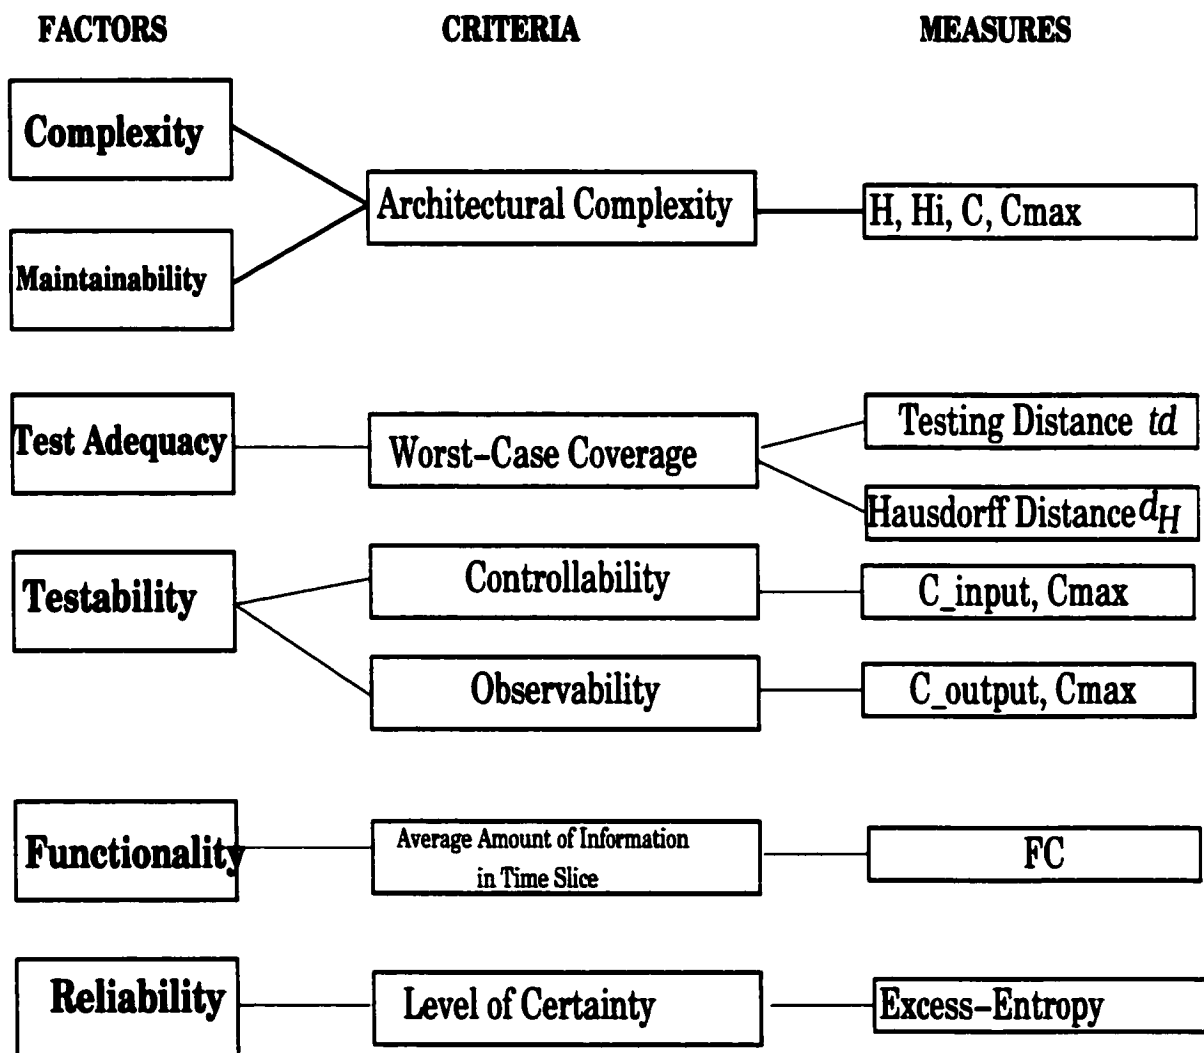 FACTORS CRITERIA MEASURES
Complexity
Architectural Complexity H, Hi, C, Cmax
Maintainability
Test Adequacy Worst-Case Coverage Testing Distance td
Hausdorff Distance dH
Testability Controllability C_input, Cmax
Observability C_output, Cmax
Functionality Average Amount of Information FC
in Time Slice
Reliability Level of Certainty Excess-Entropy